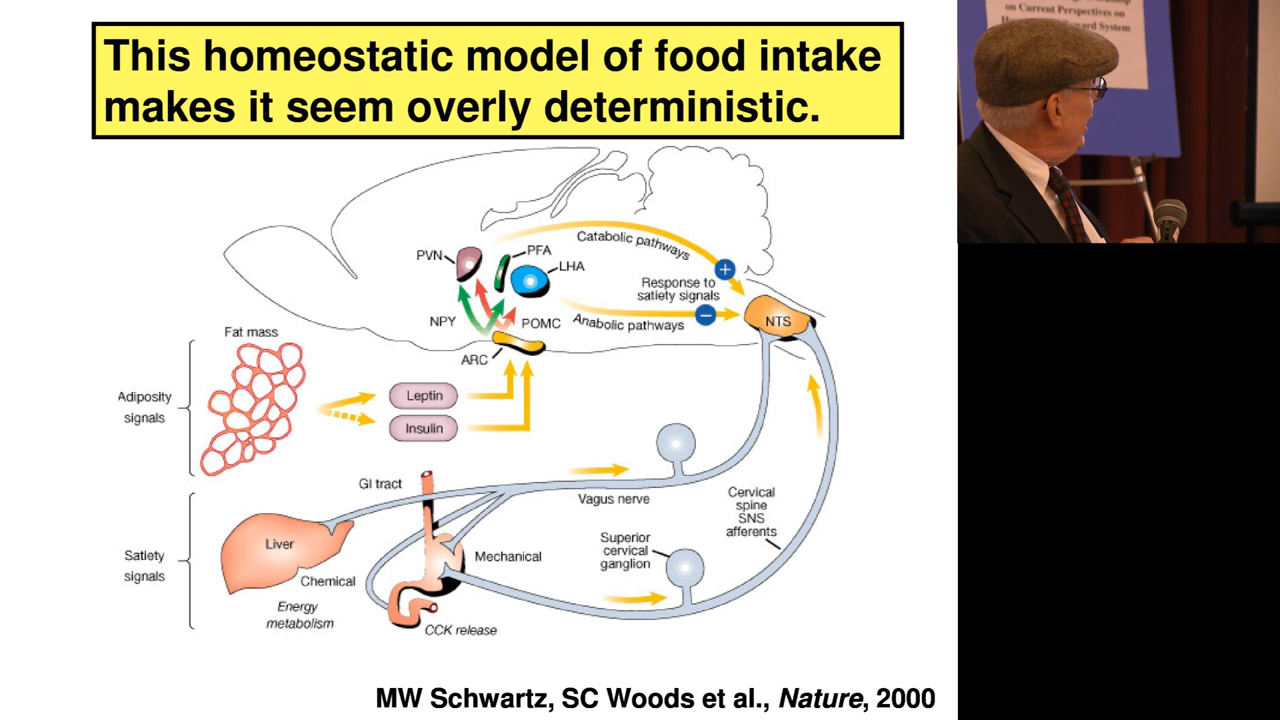 This homeostatic model of food intake
makes it seem overly deterministic.
on Current Perspectives on
System
PVN
PFA
LHA
Catabolic pathways
+
Response to
satiety signals
NPY
POMC
Anabolic pathways
−
NTS
ARC
Fat mass
Adiposity
signals
Leptin
Insulin
GI tract
Vagus nerve
Cervical
spine
SNS
afferents
Liver
Chemical
Mechanical
Superior
cervical
ganglion
Satiety
signals
Energy
metabolism
CCK release
MW Schwartz, SC Woods et al., Nature, 2000